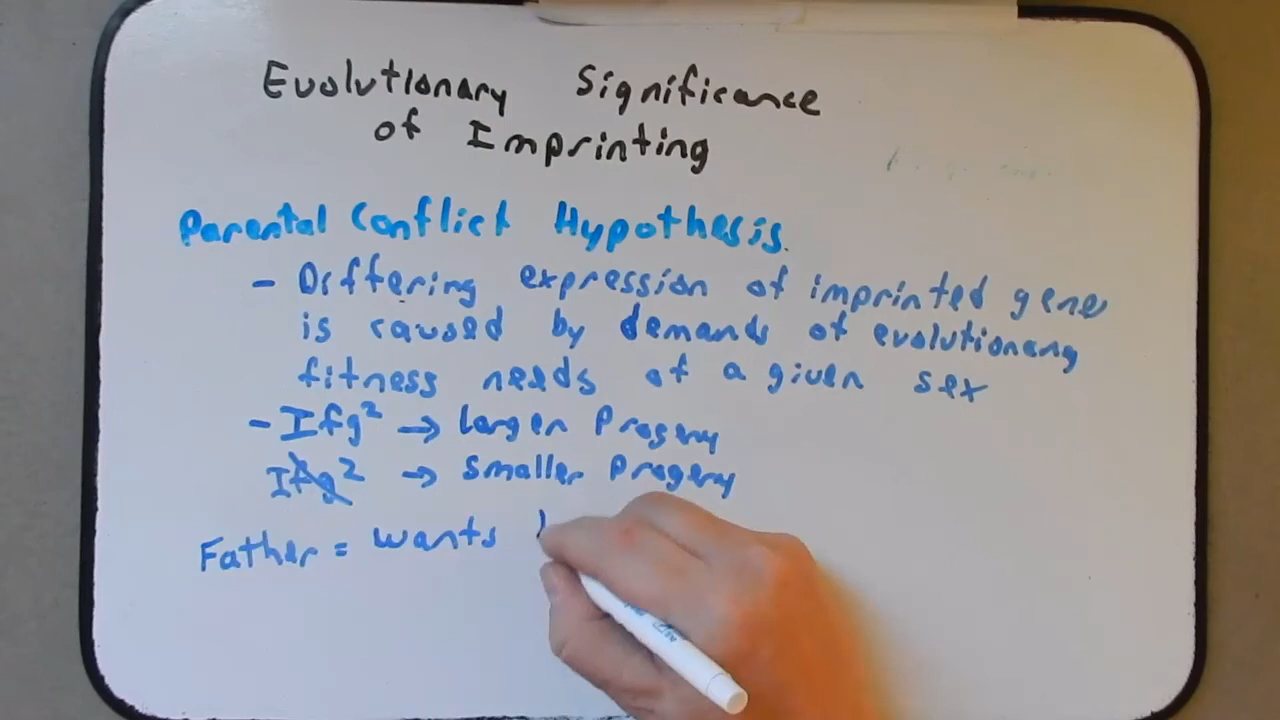 Evolutionary Significance
of Imprinting
Parental Conflict Hypothesis.
- Differing expression of imprinted genes
is caused by demands of evolutionary
fitness needs of a given sex
- Ifg² → Larger Progeny
Ifg² → Smaller Progeny
Father = wants